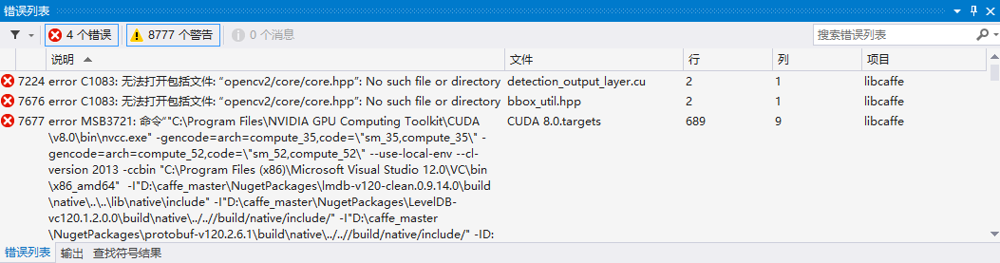 错误列表
4 个错误 8777 个警告 0 个消息 搜索错误列表
说明 文件 行 列 项目
7224 error C1083: 无法打开包括文件: “opencv2/core/core.hpp”: No such file or directory detection_output_layer.cu 2 1 libcaffe
7676 error C1083: 无法打开包括文件: “opencv2/core/core.hpp”: No such file or directory bbox_util.hpp 2 1 libcaffe
7677 error MSB3721: 命令“"C:\Program Files\NVIDIA GPU Computing Toolkit\CUDA CUDA 8.0.targets 689 9 libcaffe
\v8.0\bin\nvcc.exe" -gencode=arch=compute_35,code=\"sm_35,compute_35\" -
gencode=arch=compute_52,code=\"sm_52,compute_52\" --use-local-env --cl-
version 2013 -ccbin "C:\Program Files (x86)\Microsoft Visual Studio 12.0\VC\bin
\x86_amd64" -I"D:\caffe_master\NugetPackages\lmdb-v120-clean.0.9.14.0\build
\native\..\..\lib\native\include" -I"D:\caffe_master\NugetPackages\LevelDB-
vc120.1.2.0.0\build\native\../..//build/native/include/" -I"D:\caffe_master
\NugetPackages\protobuf-v120.2.6.1\build\native\../..//build/native/include/" -ID:
错误列表 输出 查找符号结果